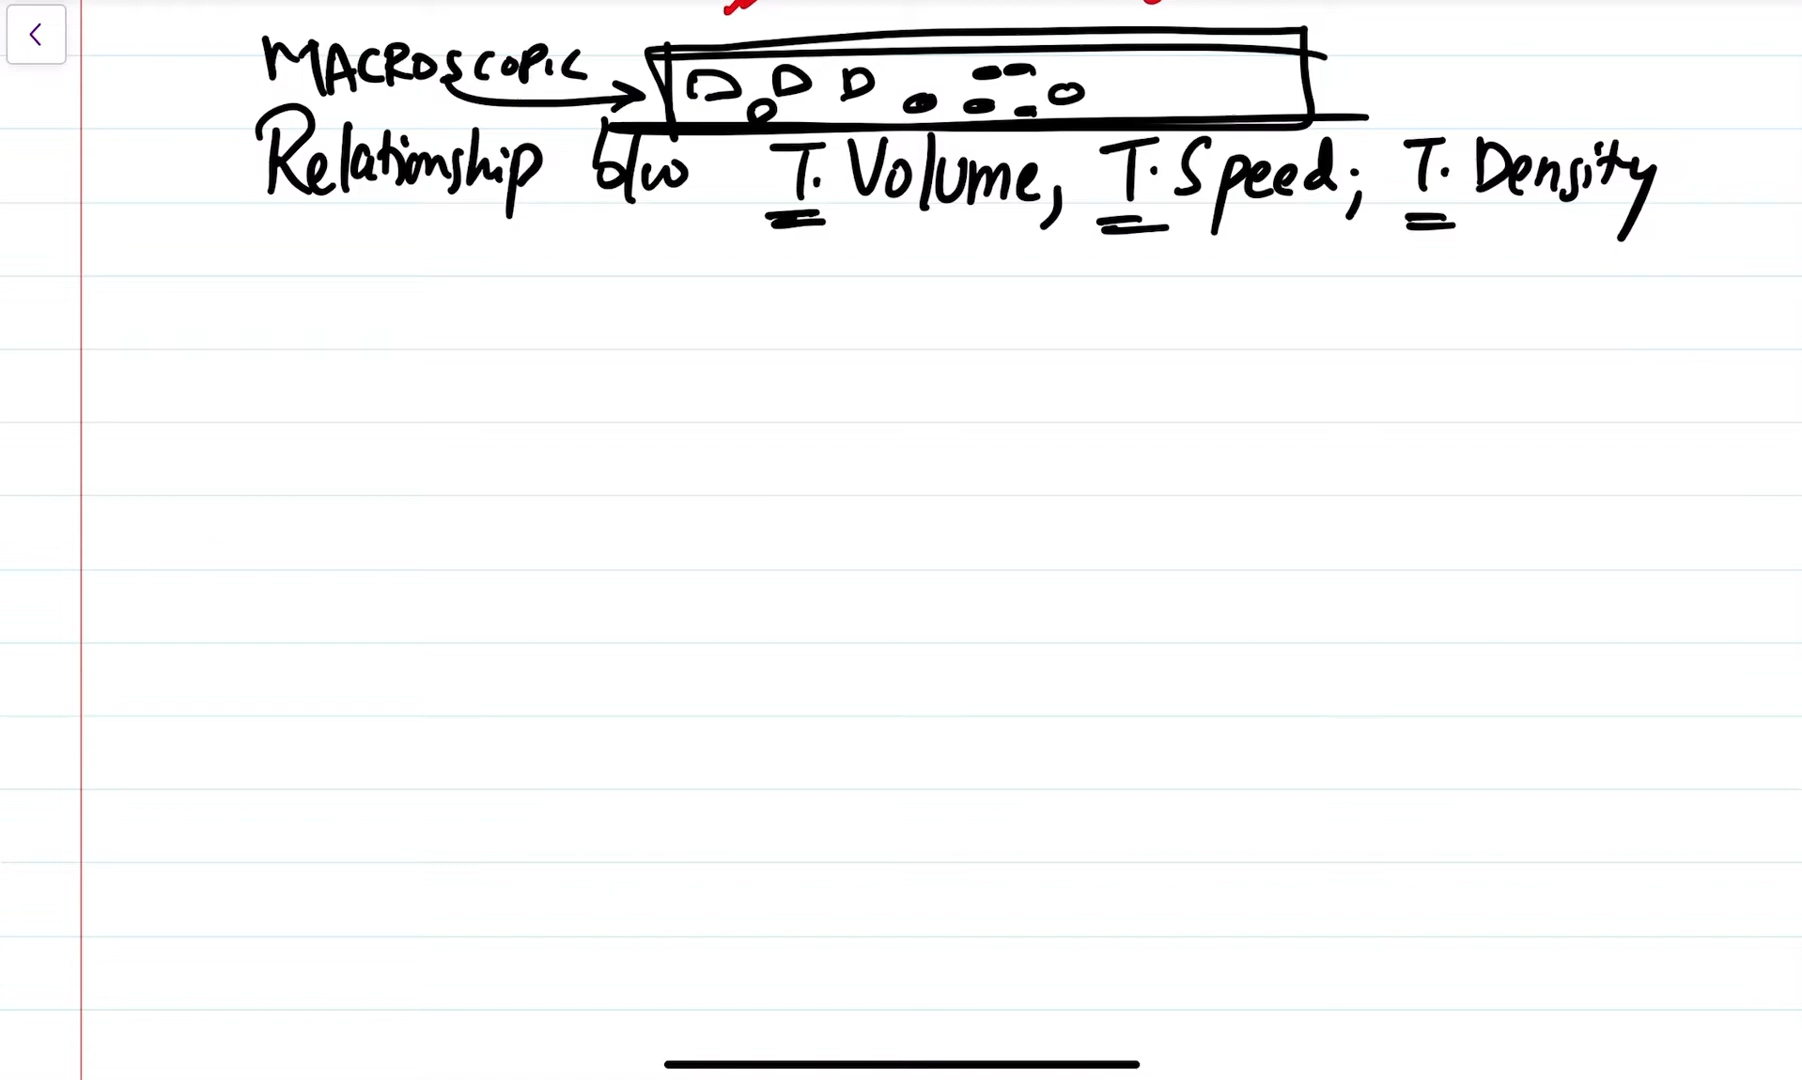 MACROSCOPIC
Relationship b/w T. Volume, T. Speed; T. Density